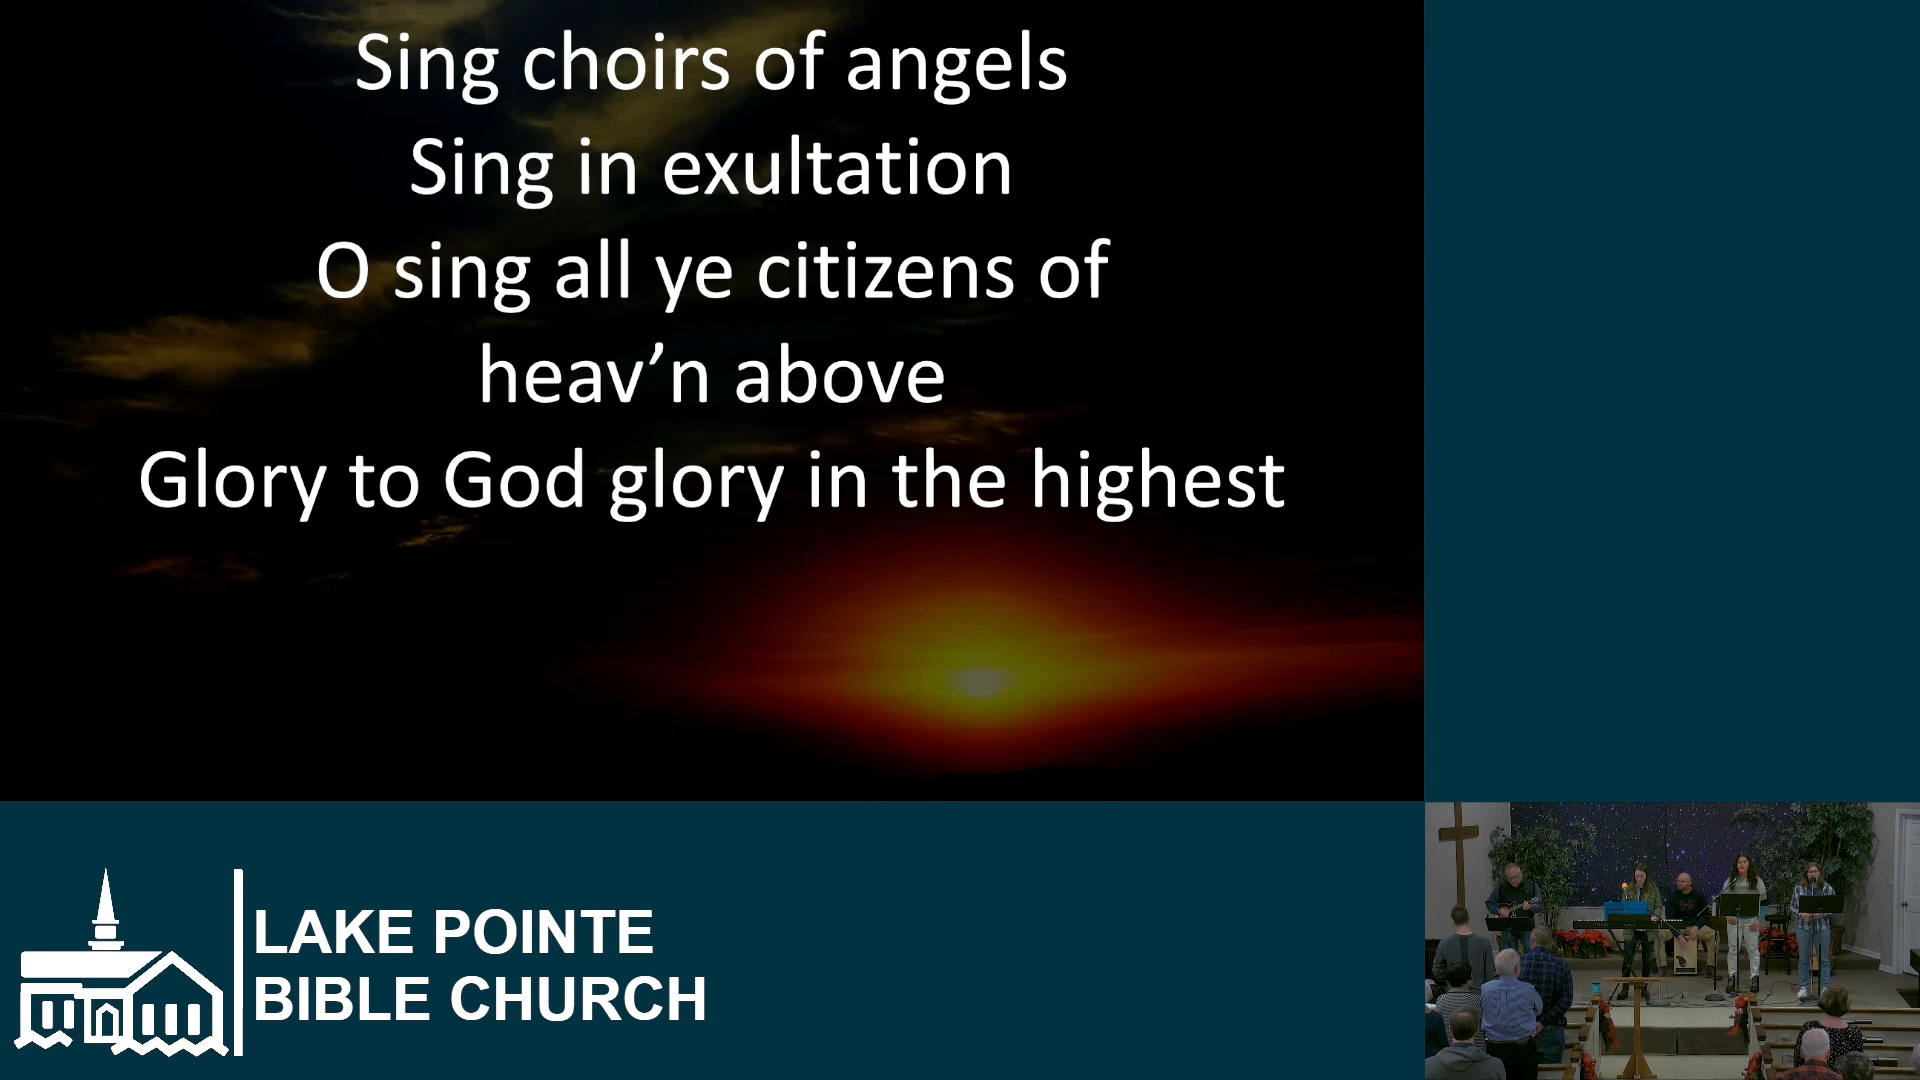 Sing choirs of angels
Sing in exultation
O sing all ye citizens of
heav’n above
Glory to God glory in the highest
LAKE POINTE
BIBLE CHURCH